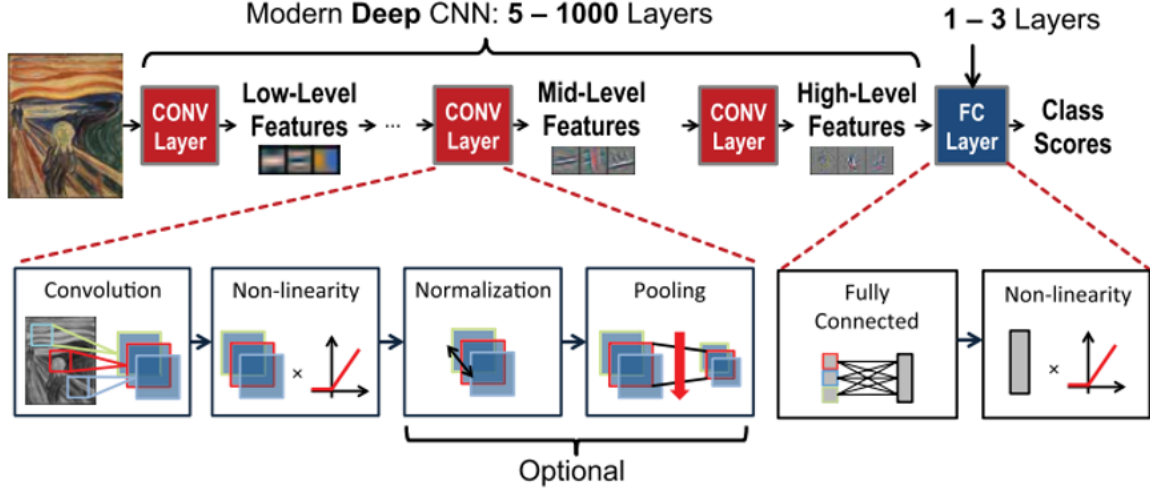 Modern Deep CNN: 5 – 1000 Layers
1 – 3 Layers
CONV
Layer
Low-Level
Features
...
CONV
Layer
Mid-Level
Features
CONV
Layer
High-Level
Features
FC
Layer
Class
Scores
Convolution
Non-linearity
×
Normalization
Pooling
Fully
Connected
Non-linearity
×
Optional